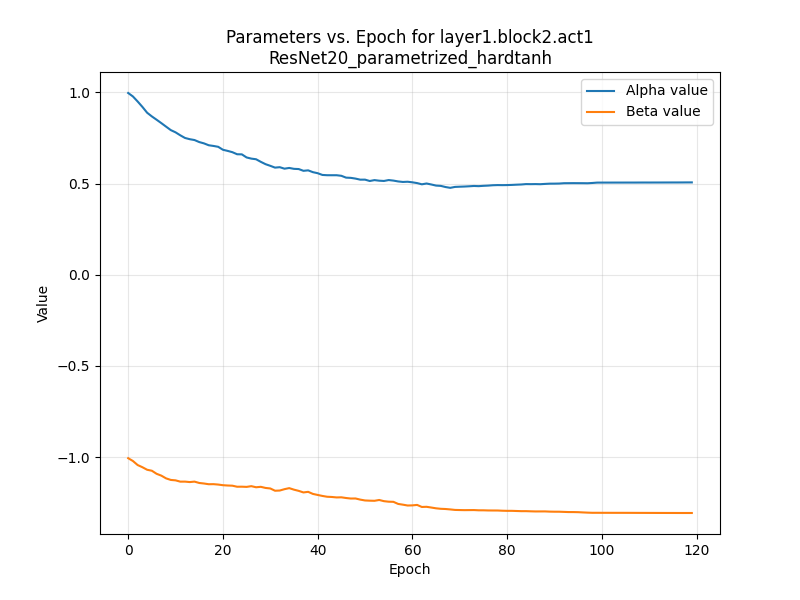 Parameters vs. Epoch for layer1.block2.act1
ResNet20_parametrized_hardtanh
Alpha value
Beta value
1.0
0.5
0.0
−0.5
−1.0
Value
0 20 40 60 80 100 120
Epoch